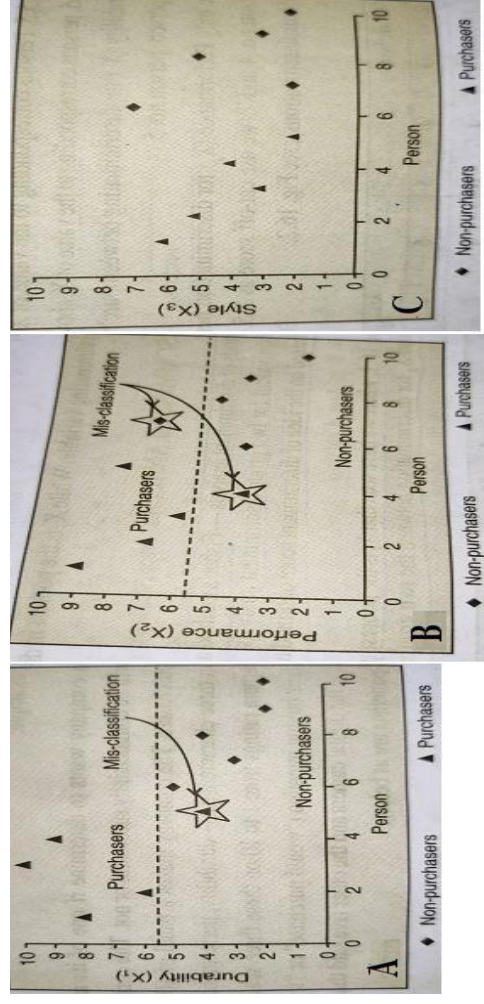 10
9
8
7
6
5
4
3
2
1
0
Durability (X₁)
Purchasers
Mis-classification
Non-purchasers
0 2 4 6 8 10
Person
A
◆ Non-purchasers ▲ Purchasers
10
9
8
7
6
5
4
3
2
1
0
Performance (X₂)
Mis-classification
Purchasers
Non-purchasers
0 2 4 6 8 10
Person
B
◆ Non-purchasers ▲ Purchasers
10
9
8
7
6
5
4
3
2
1
0
Style (X₃)
0 2 4 6 8 10
Person
C
◆ Non-purchasers ▲ Purchasers